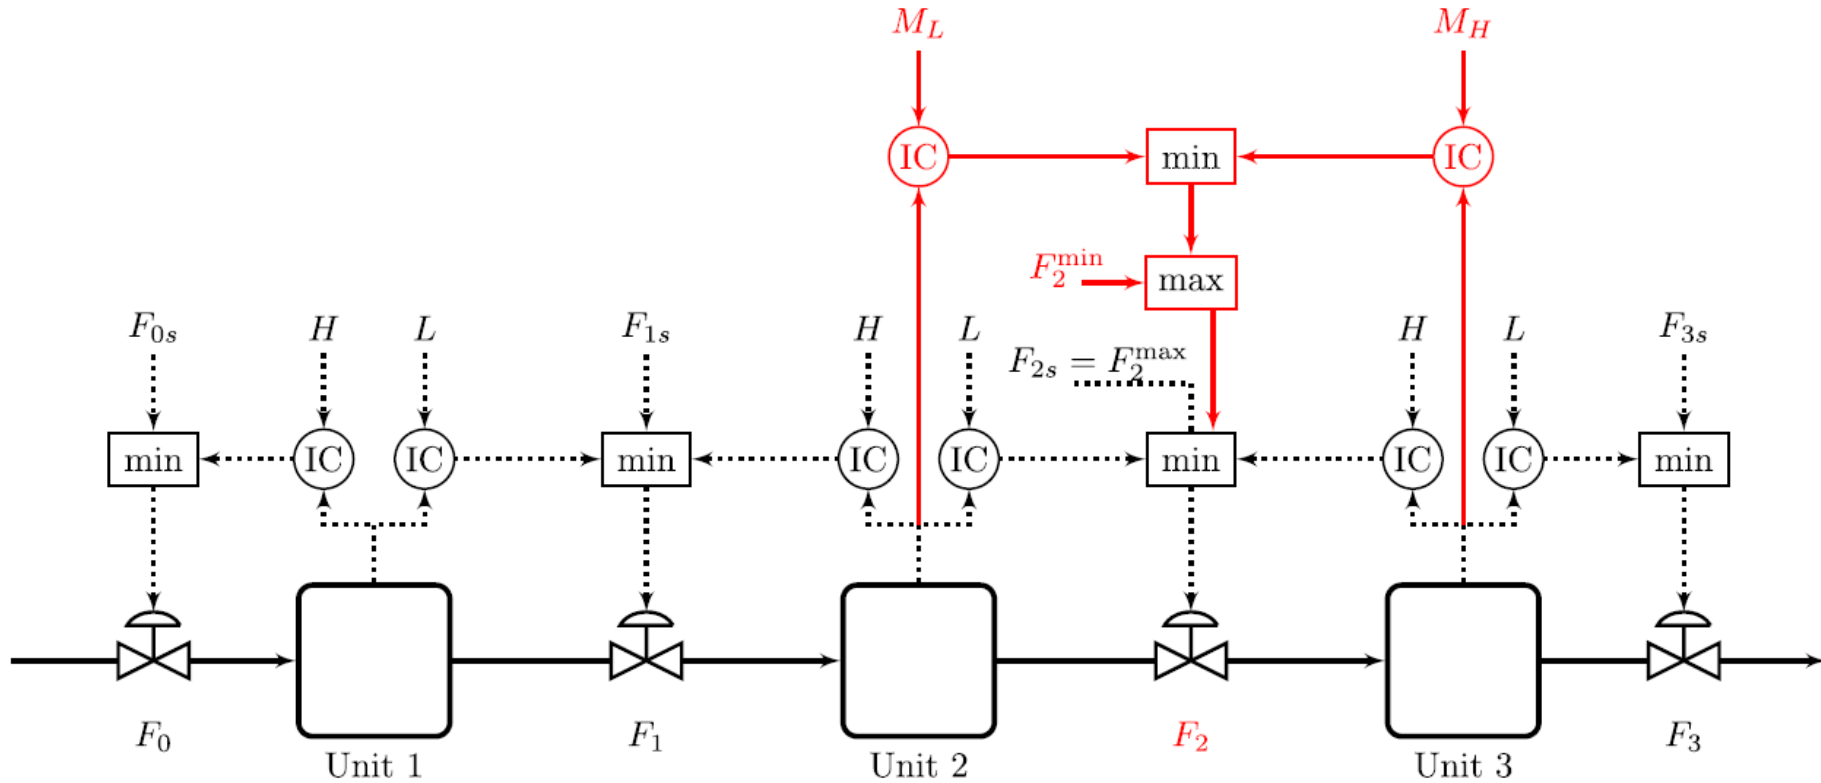 M_L M_H
IC min IC
F_2^min max
F_0s H L F_1s H L F_2s = F_2^max H L F_3s
min IC IC min IC IC min IC IC min
F_0 F_1 F_2 F_3
Unit 1 Unit 2 Unit 3